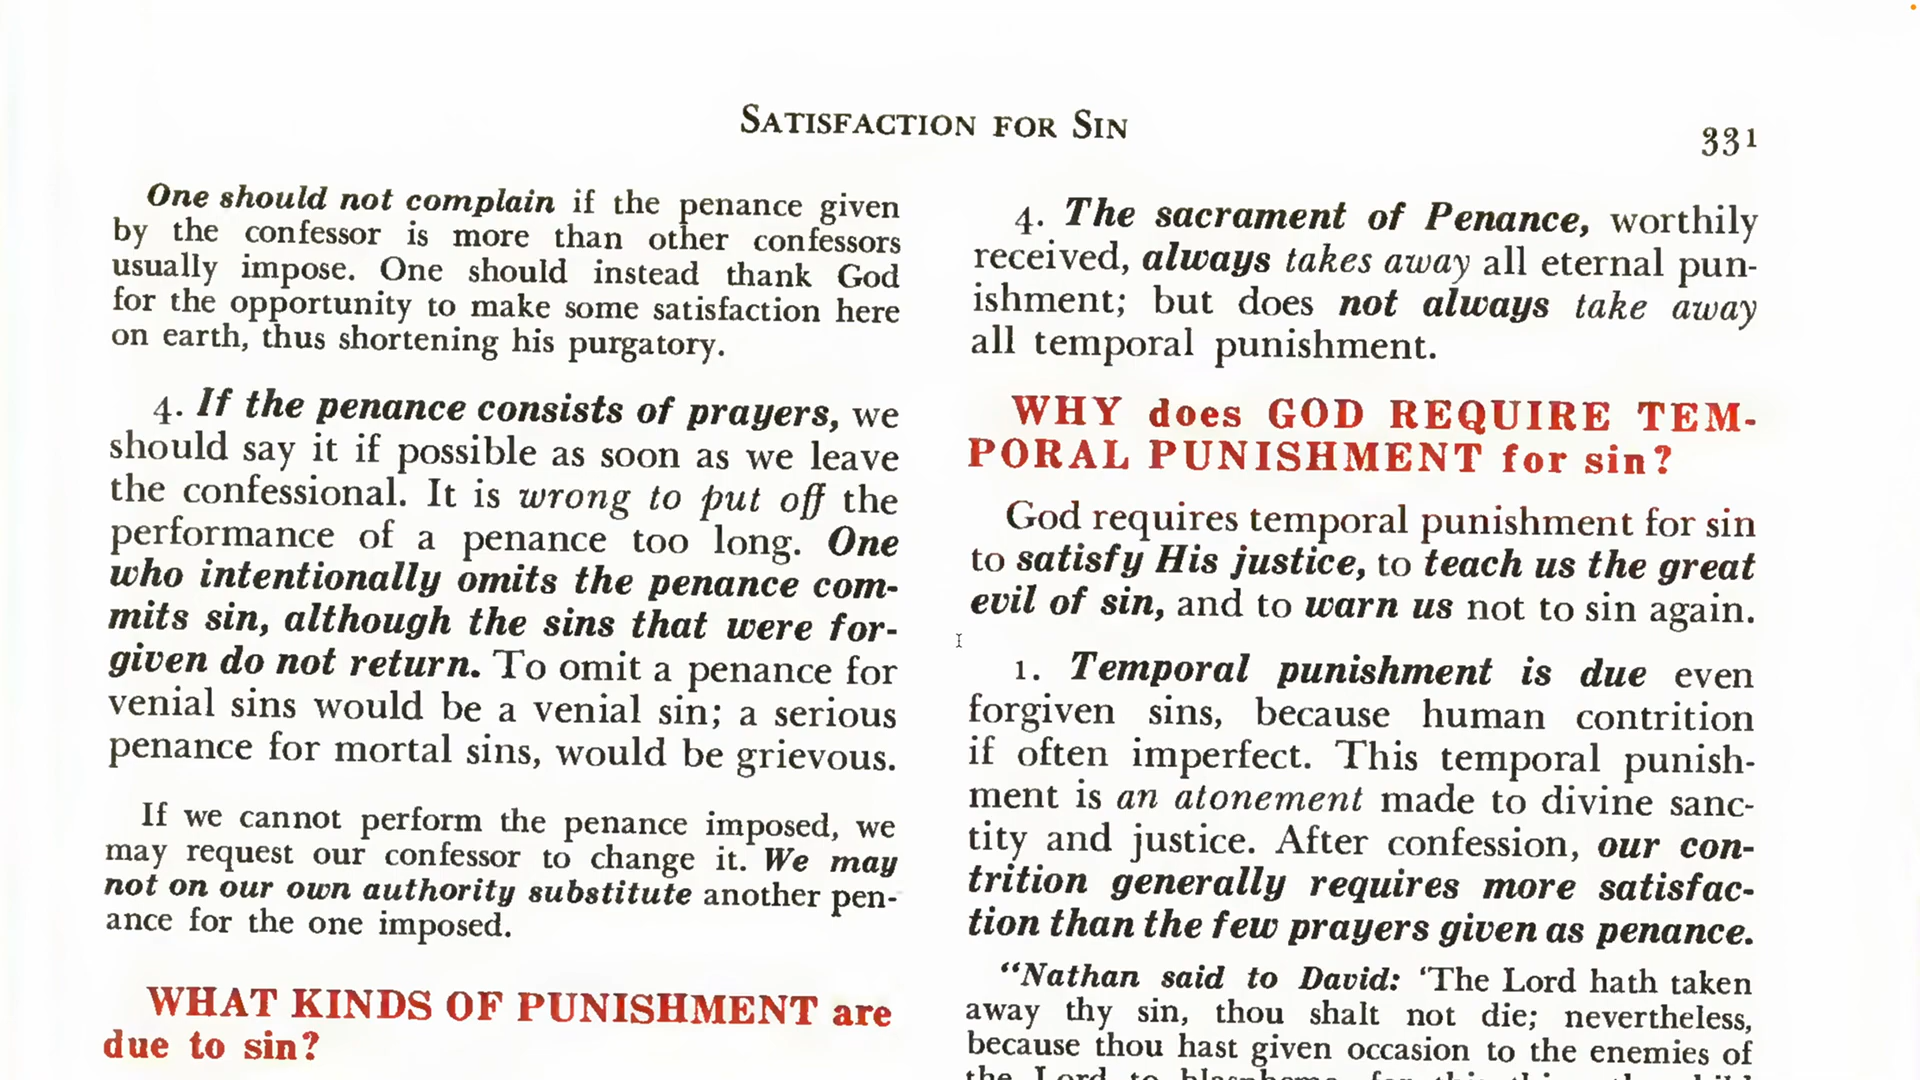 SATISFACTION FOR SIN
331
One should not complain if the penance given
by the confessor is more than other confessors
usually impose. One should instead thank God
for the opportunity to make some satisfaction here
on earth, thus shortening his purgatory.
4. If the penance consists of prayers, we
should say it if possible as soon as we leave
the confessional. It is wrong to put off the
performance of a penance too long. One
who intentionally omits the penance com-
mits sin, although the sins that were for-
given do not return. To omit a penance for
venial sins would be a venial sin; a serious
penance for mortal sins, would be grievous.
If we cannot perform the penance imposed, we
may request our confessor to change it. We may
not on our own authority substitute another pen-
ance for the one imposed.
WHAT KINDS OF PUNISHMENT are
due to sin?
4. The sacrament of Penance, worthily
received, always takes away all eternal pun-
ishment; but does not always take away
all temporal punishment.
WHY does GOD REQUIRE TEM-
PORAL PUNISHMENT for sin?
God requires temporal punishment for sin
to satisfy His justice, to teach us the great
evil of sin, and to warn us not to sin again.
1. Temporal punishment is due even
forgiven sins, because human contrition
if often imperfect. This temporal punish-
ment is an atonement made to divine sanc-
tity and justice. After confession, our con-
trition generally requires more satisfac-
tion than the few prayers given as penance.
"Nathan said to David: 'The Lord hath taken
away thy sin, thou shalt not die; nevertheless,
because thou hast given occasion to the enemies of
the Lord to blaspheme, for this thing, the child